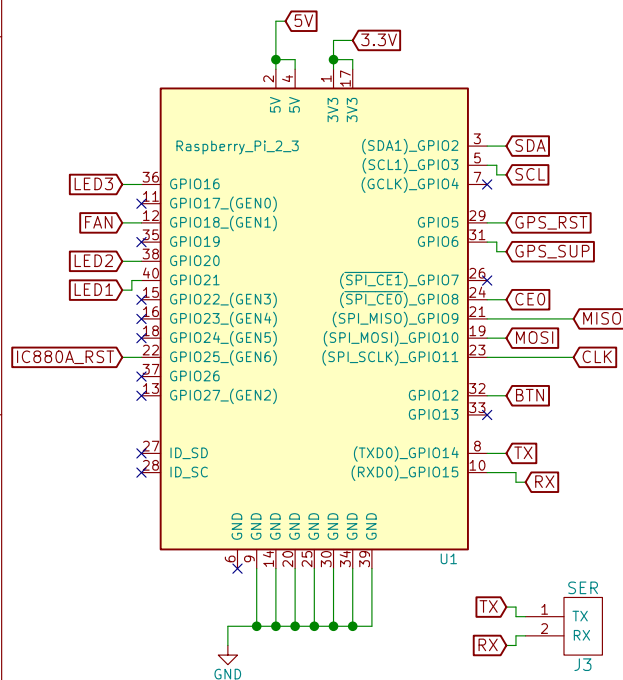 5V
3.3V
2 4 1 17
5V 5V 3V3 3V3
Raspberry_Pi_2_3
(SDA1)_GPIO2 3 SDA
(SCL1)_GPIO3 5 SCL
LED3 36 GPIO16 (GCLK)_GPIO4 7
11 GPIO17_(GEN0)
FAN 12 GPIO18_(GEN1) GPIO5 29 GPS_RST
35 GPIO19 GPIO6 31 GPS_SUP
LED2 38 GPIO20
LED1 40 GPIO21 (SPI_CE1)_GPIO7 26
15 GPIO22_(GEN3) (SPI_CE0)_GPIO8 24 CE0
16 GPIO23_(GEN4) (SPI_MISO)_GPIO9 21 MISO
18 GPIO24_(GEN5) (SPI_MOSI)_GPIO10 19 MOSI
IC880A_RST 22 GPIO25_(GEN6) (SPI_SCLK)_GPIO11 23 CLK
37 GPIO26
13 GPIO27_(GEN2) GPIO12 32 BTN
GPIO13 33
27 ID_SD (TXD0)_GPIO14 8 TX
28 ID_SC (RXD0)_GPIO15 10 RX
GND GND GND GND GND GND GND GND
6 9 14 20 25 30 34 39
U1
GND
SER
TX 1 TX
RX 2 RX
J3